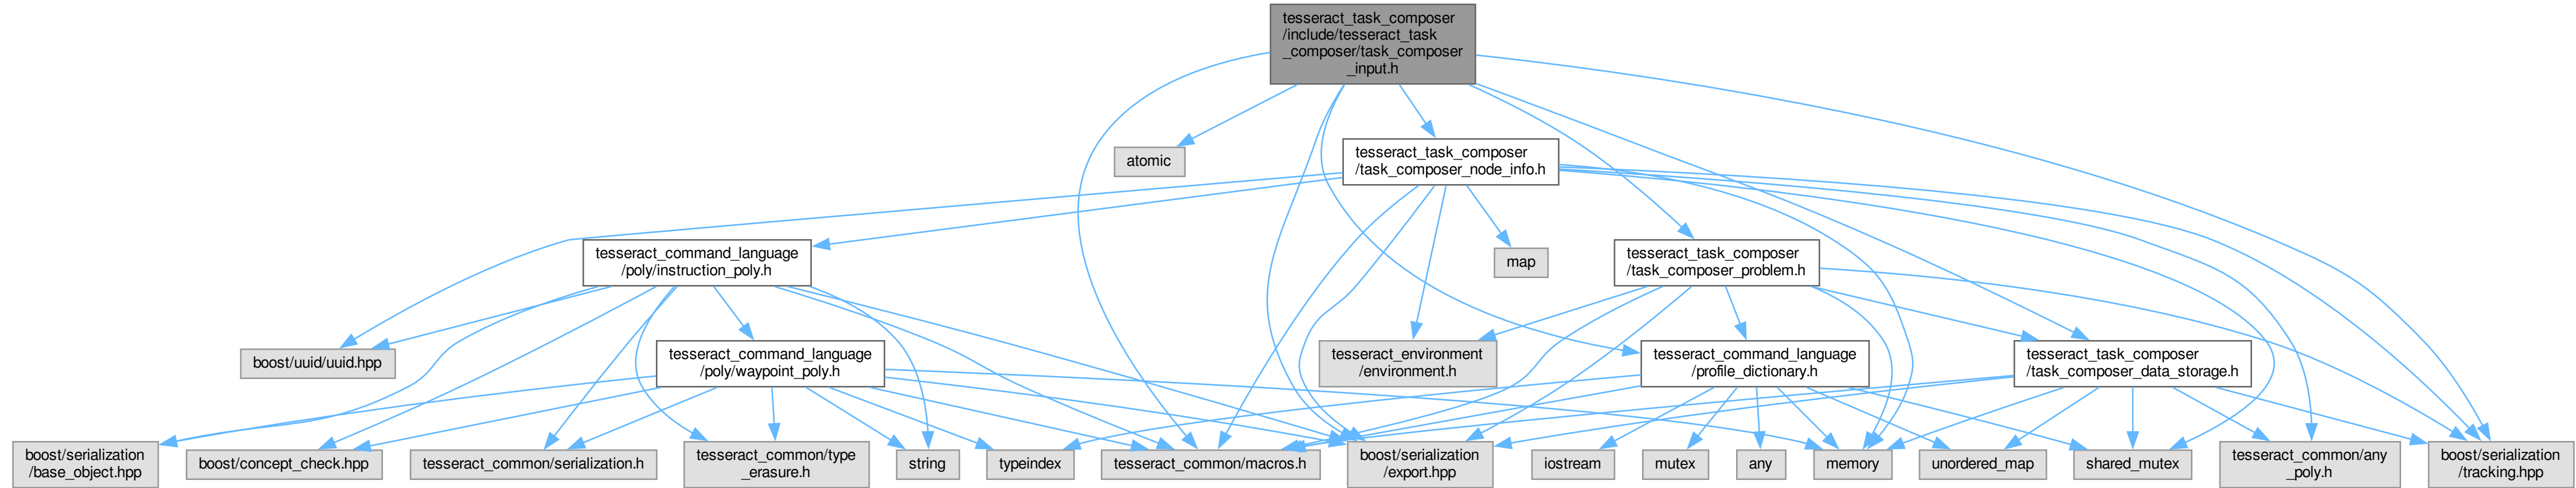 tesseract_task_composer
/include/tesseract_task
_composer/task_composer
_input.h
atomic
tesseract_task_composer
/task_composer_node_info.h
tesseract_command_language
/poly/instruction_poly.h
map
tesseract_task_composer
/task_composer_problem.h
boost/uuid/uuid.hpp
tesseract_command_language
/poly/waypoint_poly.h
tesseract_environment
/environment.h
tesseract_command_language
/profile_dictionary.h
tesseract_task_composer
/task_composer_data_storage.h
boost/serialization
/base_object.hpp
boost/concept_check.hpp
tesseract_common/serialization.h
tesseract_common/type
_erasure.h
string
typeindex
tesseract_common/macros.h
boost/serialization
/export.hpp
iostream
mutex
any
memory
unordered_map
shared_mutex
tesseract_common/any
_poly.h
boost/serialization
/tracking.hpp